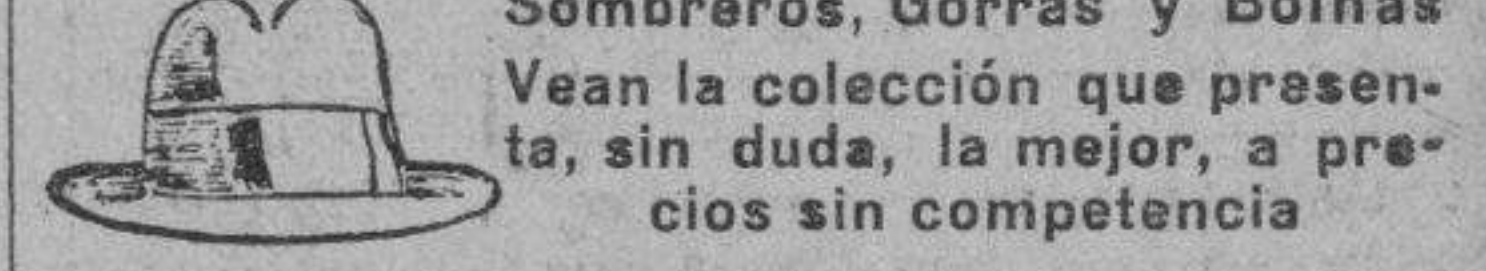 Sombreros, Gorras y Boinas
Vean la colección que presen-
ta, sin duda, la mejor, a pre-
cios sin competencia